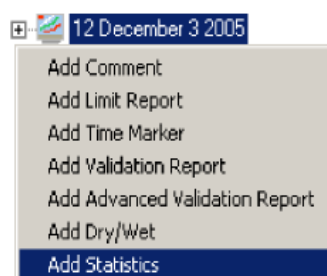 12 December 3 2005
Add Comment
Add Limit Report
Add Time Marker
Add Validation Report
Add Advanced Validation Report
Add Dry/Wet
Add Statistics